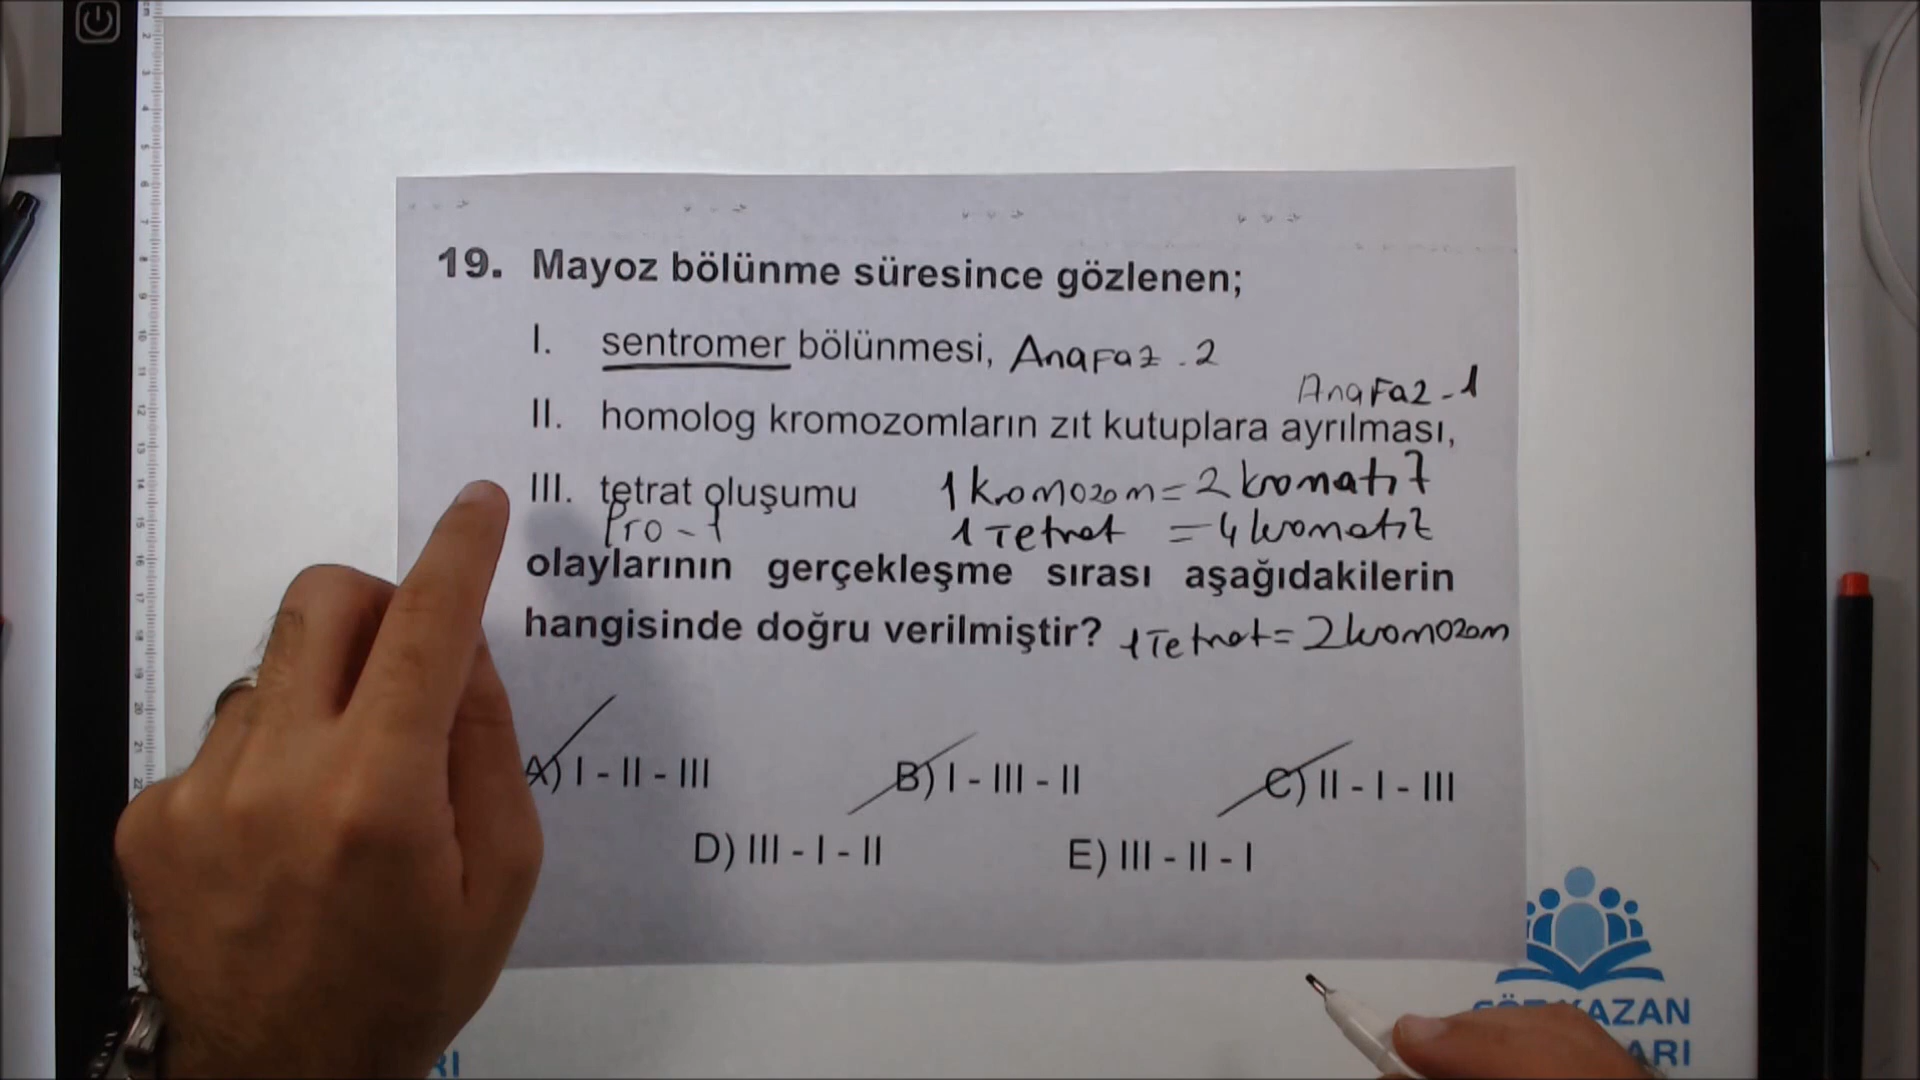 19. Mayoz bölünme süresince gözlenen;
I. sentromer bölünmesi, Anafaz - 2
Anafaz - 1
II. homolog kromozomların zıt kutuplara ayrılması,
III. tetrat oluşumu 1 kromozom = 2 kromatit
Pro - 1 1 Tetrat = 4 kromatit
olaylarının gerçekleşme sırası aşağıdakilerin
hangisinde doğru verilmiştir? 1 Tetrat = 2 kromozom
A) I - II - III B) I - III - II C) II - I - III
D) III - I - II E) III - II - I
AZAN
ARI